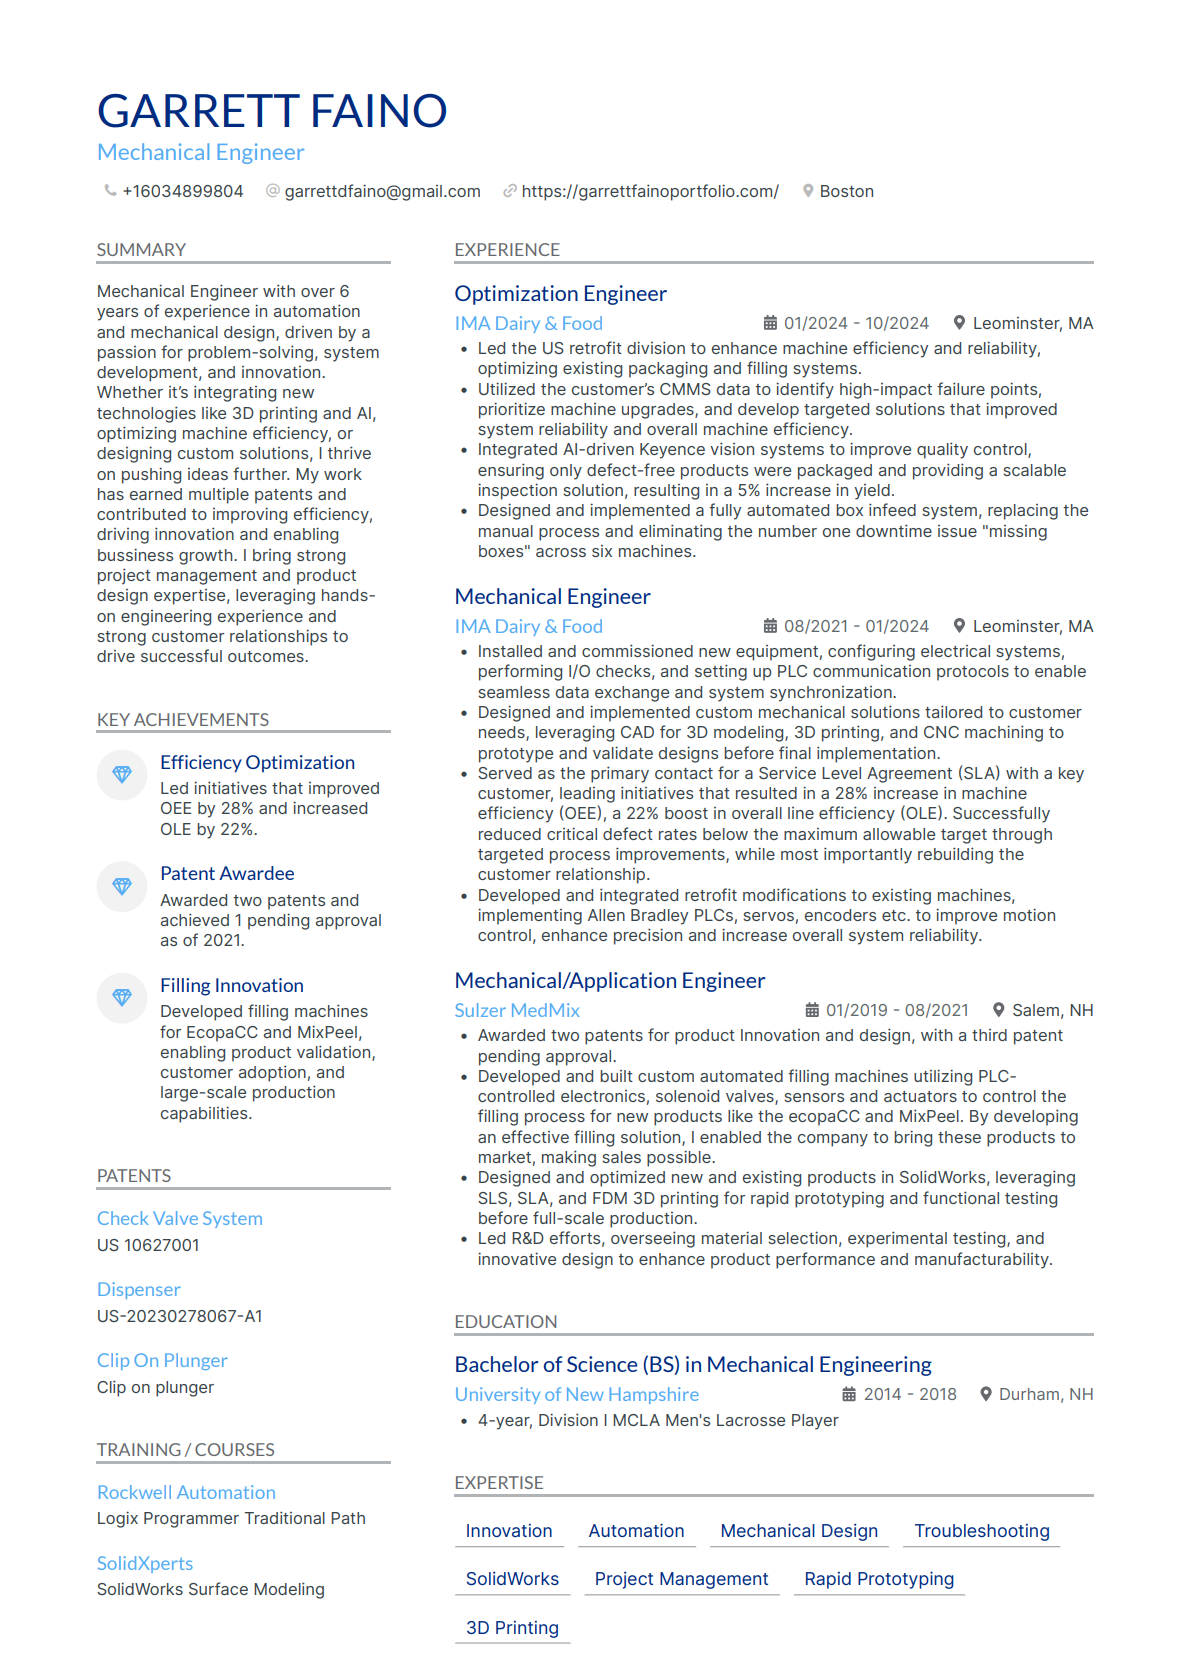 GARRETT FAINO
Mechanical Engineer
+16034899804 garrettdfaino@gmail.com https://garrettfainoportfolio.com/ Boston
SUMMARY
Mechanical Engineer with over 6
years of experience in automation
and mechanical design, driven by a
passion for problem-solving, system
development, and innovation.
Whether it's integrating new
technologies like 3D printing and AI,
optimizing machine efficiency, or
designing custom solutions, I thrive
on pushing ideas further. My work
has earned multiple patents and
contributed to improving efficiency,
driving innovation and enabling
bussiness growth. I bring strong
project management and product
design expertise, leveraging hands-
on engineering experience and
strong customer relationships to
drive successful outcomes.
KEY ACHIEVEMENTS
Efficiency Optimization
Led initiatives that improved
OEE by 28% and increased
OLE by 22%.
Patent Awardee
Awarded two patents and
achieved 1 pending approval
as of 2021.
Filling Innovation
Developed filling machines
for EcopaCC and MixPeel,
enabling product validation,
customer adoption, and
large-scale production
capabilities.
PATENTS
Check Valve System
US 10627001
Dispenser
US-20230278067-A1
Clip On Plunger
Clip on plunger
TRAINING / COURSES
Rockwell Automation
Logix Programmer Traditional Path
SolidXperts
SolidWorks Surface Modeling
EXPERIENCE
Optimization Engineer
IMA Dairy & Food 01/2024 - 10/2024 Leominster, MA
• Led the US retrofit division to enhance machine efficiency and reliability,
optimizing existing packaging and filling systems.
• Utilized the customer's CMMS data to identify high-impact failure points,
prioritize machine upgrades, and develop targeted solutions that improved
system reliability and overall machine efficiency.
• Integrated AI-driven Keyence vision systems to improve quality control,
ensuring only defect-free products were packaged and providing a scalable
inspection solution, resulting in a 5% increase in yield.
• Designed and implemented a fully automated box infeed system, replacing the
manual process and eliminating the number one downtime issue "missing
boxes" across six machines.
Mechanical Engineer
IMA Dairy & Food 08/2021 - 01/2024 Leominster, MA
• Installed and commissioned new equipment, configuring electrical systems,
performing I/O checks, and setting up PLC communication protocols to enable
seamless data exchange and system synchronization.
• Designed and implemented custom mechanical solutions tailored to customer
needs, leveraging CAD for 3D modeling, 3D printing, and CNC machining to
prototype and validate designs before final implementation.
• Served as the primary contact for a Service Level Agreement (SLA) with a key
customer, leading initiatives that resulted in a 28% increase in machine
efficiency (OEE), a 22% boost in overall line efficiency (OLE). Successfully
reduced critical defect rates below the maximum allowable target through
targeted process improvements, while most importantly rebuilding the
customer relationship.
• Developed and integrated retrofit modifications to existing machines,
implementing Allen Bradley PLCs, servos, encoders etc. to improve motion
control, enhance precision and increase overall system reliability.
Mechanical/Application Engineer
Sulzer MedMix 01/2019 - 08/2021 Salem, NH
• Awarded two patents for product Innovation and design, with a third patent
pending approval.
• Developed and built custom automated filling machines utilizing PLC-
controlled electronics, solenoid valves, sensors and actuators to control the
filling process for new products like the ecopaCC and MixPeel. By developing
an effective filling solution, I enabled the company to bring these products to
market, making sales possible.
• Designed and optimized new and existing products in SolidWorks, leveraging
SLS, SLA, and FDM 3D printing for rapid prototyping and functional testing
before full-scale production.
• Led R&D efforts, overseeing material selection, experimental testing, and
innovative design to enhance product performance and manufacturability.
EDUCATION
Bachelor of Science (BS) in Mechanical Engineering
University of New Hampshire 2014 - 2018 Durham, NH
• 4-year, Division I MCLA Men's Lacrosse Player
EXPERTISE
Innovation Automation Mechanical Design Troubleshooting
SolidWorks Project Management Rapid Prototyping
3D Printing